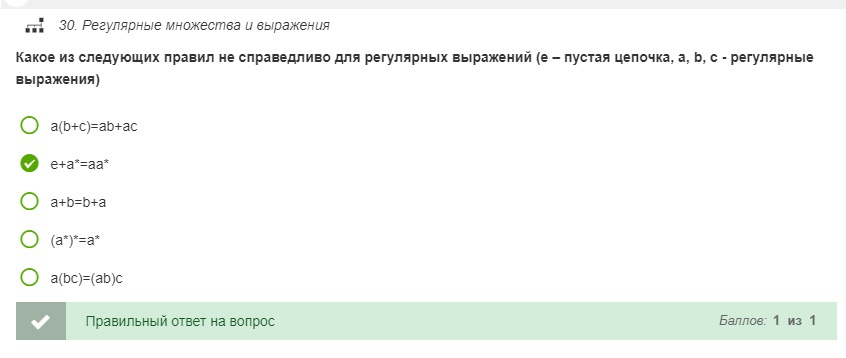 30. Регулярные множества и выражения
Какое из следующих правил не справедливо для регулярных выражений (e – пустая цепочка, a, b, c - регулярные
выражения)
a(b+c)=ab+ac
e+a*=aa*
a+b=b+a
(a*)*=a*
a(bc)=(ab)c
Правильный ответ на вопрос
Баллов: 1 из 1